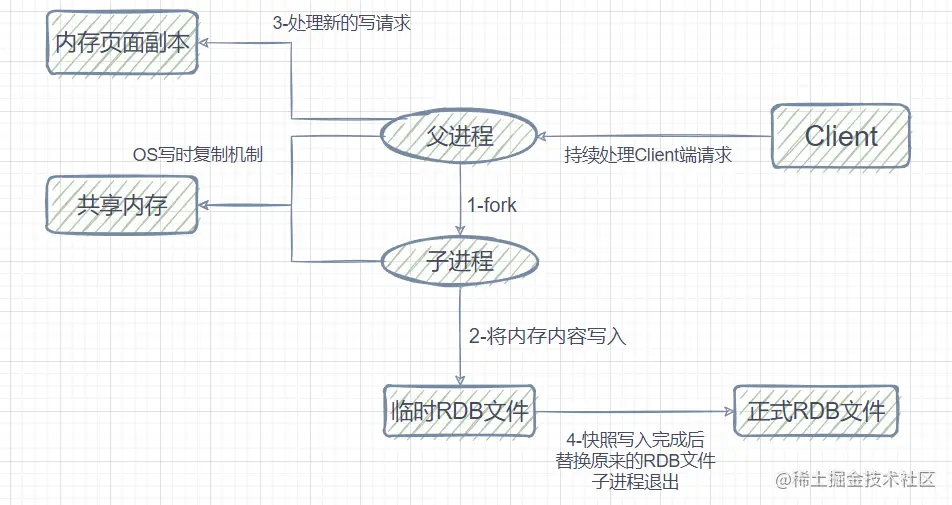 3-处理新的写请求
内存页面副本
父进程
Client
OS写时复制机制
持续处理Client端请求
共享内存
1-fork
子进程
2-将内存内容写入
临时RDB文件
正式RDB文件
4-快照写入完成后
替换原来的RDB文件
子进程退出
@稀土掘金技术社区